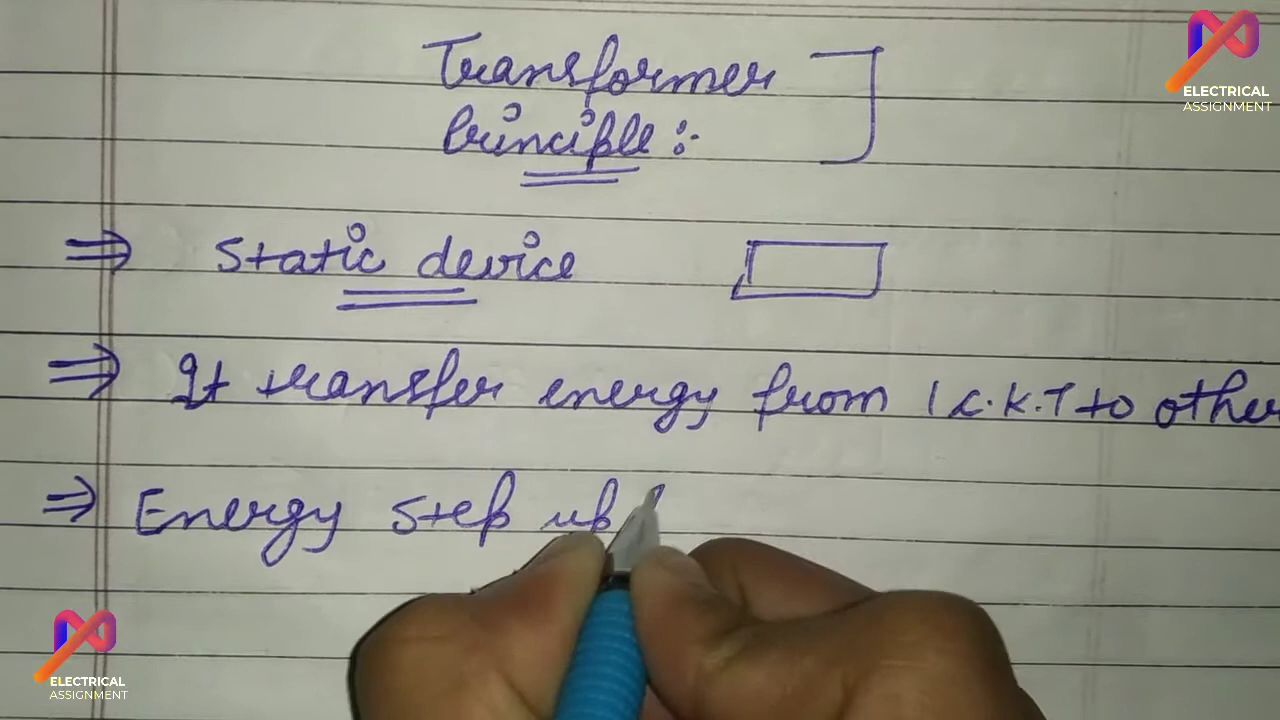 Transformer
Principle :-
⇒ Static device
⇒ It transfer energy from 1 C.K.T to other
⇒ Energy step up
ELECTRICAL
ASSIGNMENT
ELECTRICAL
ASSIGNMENT